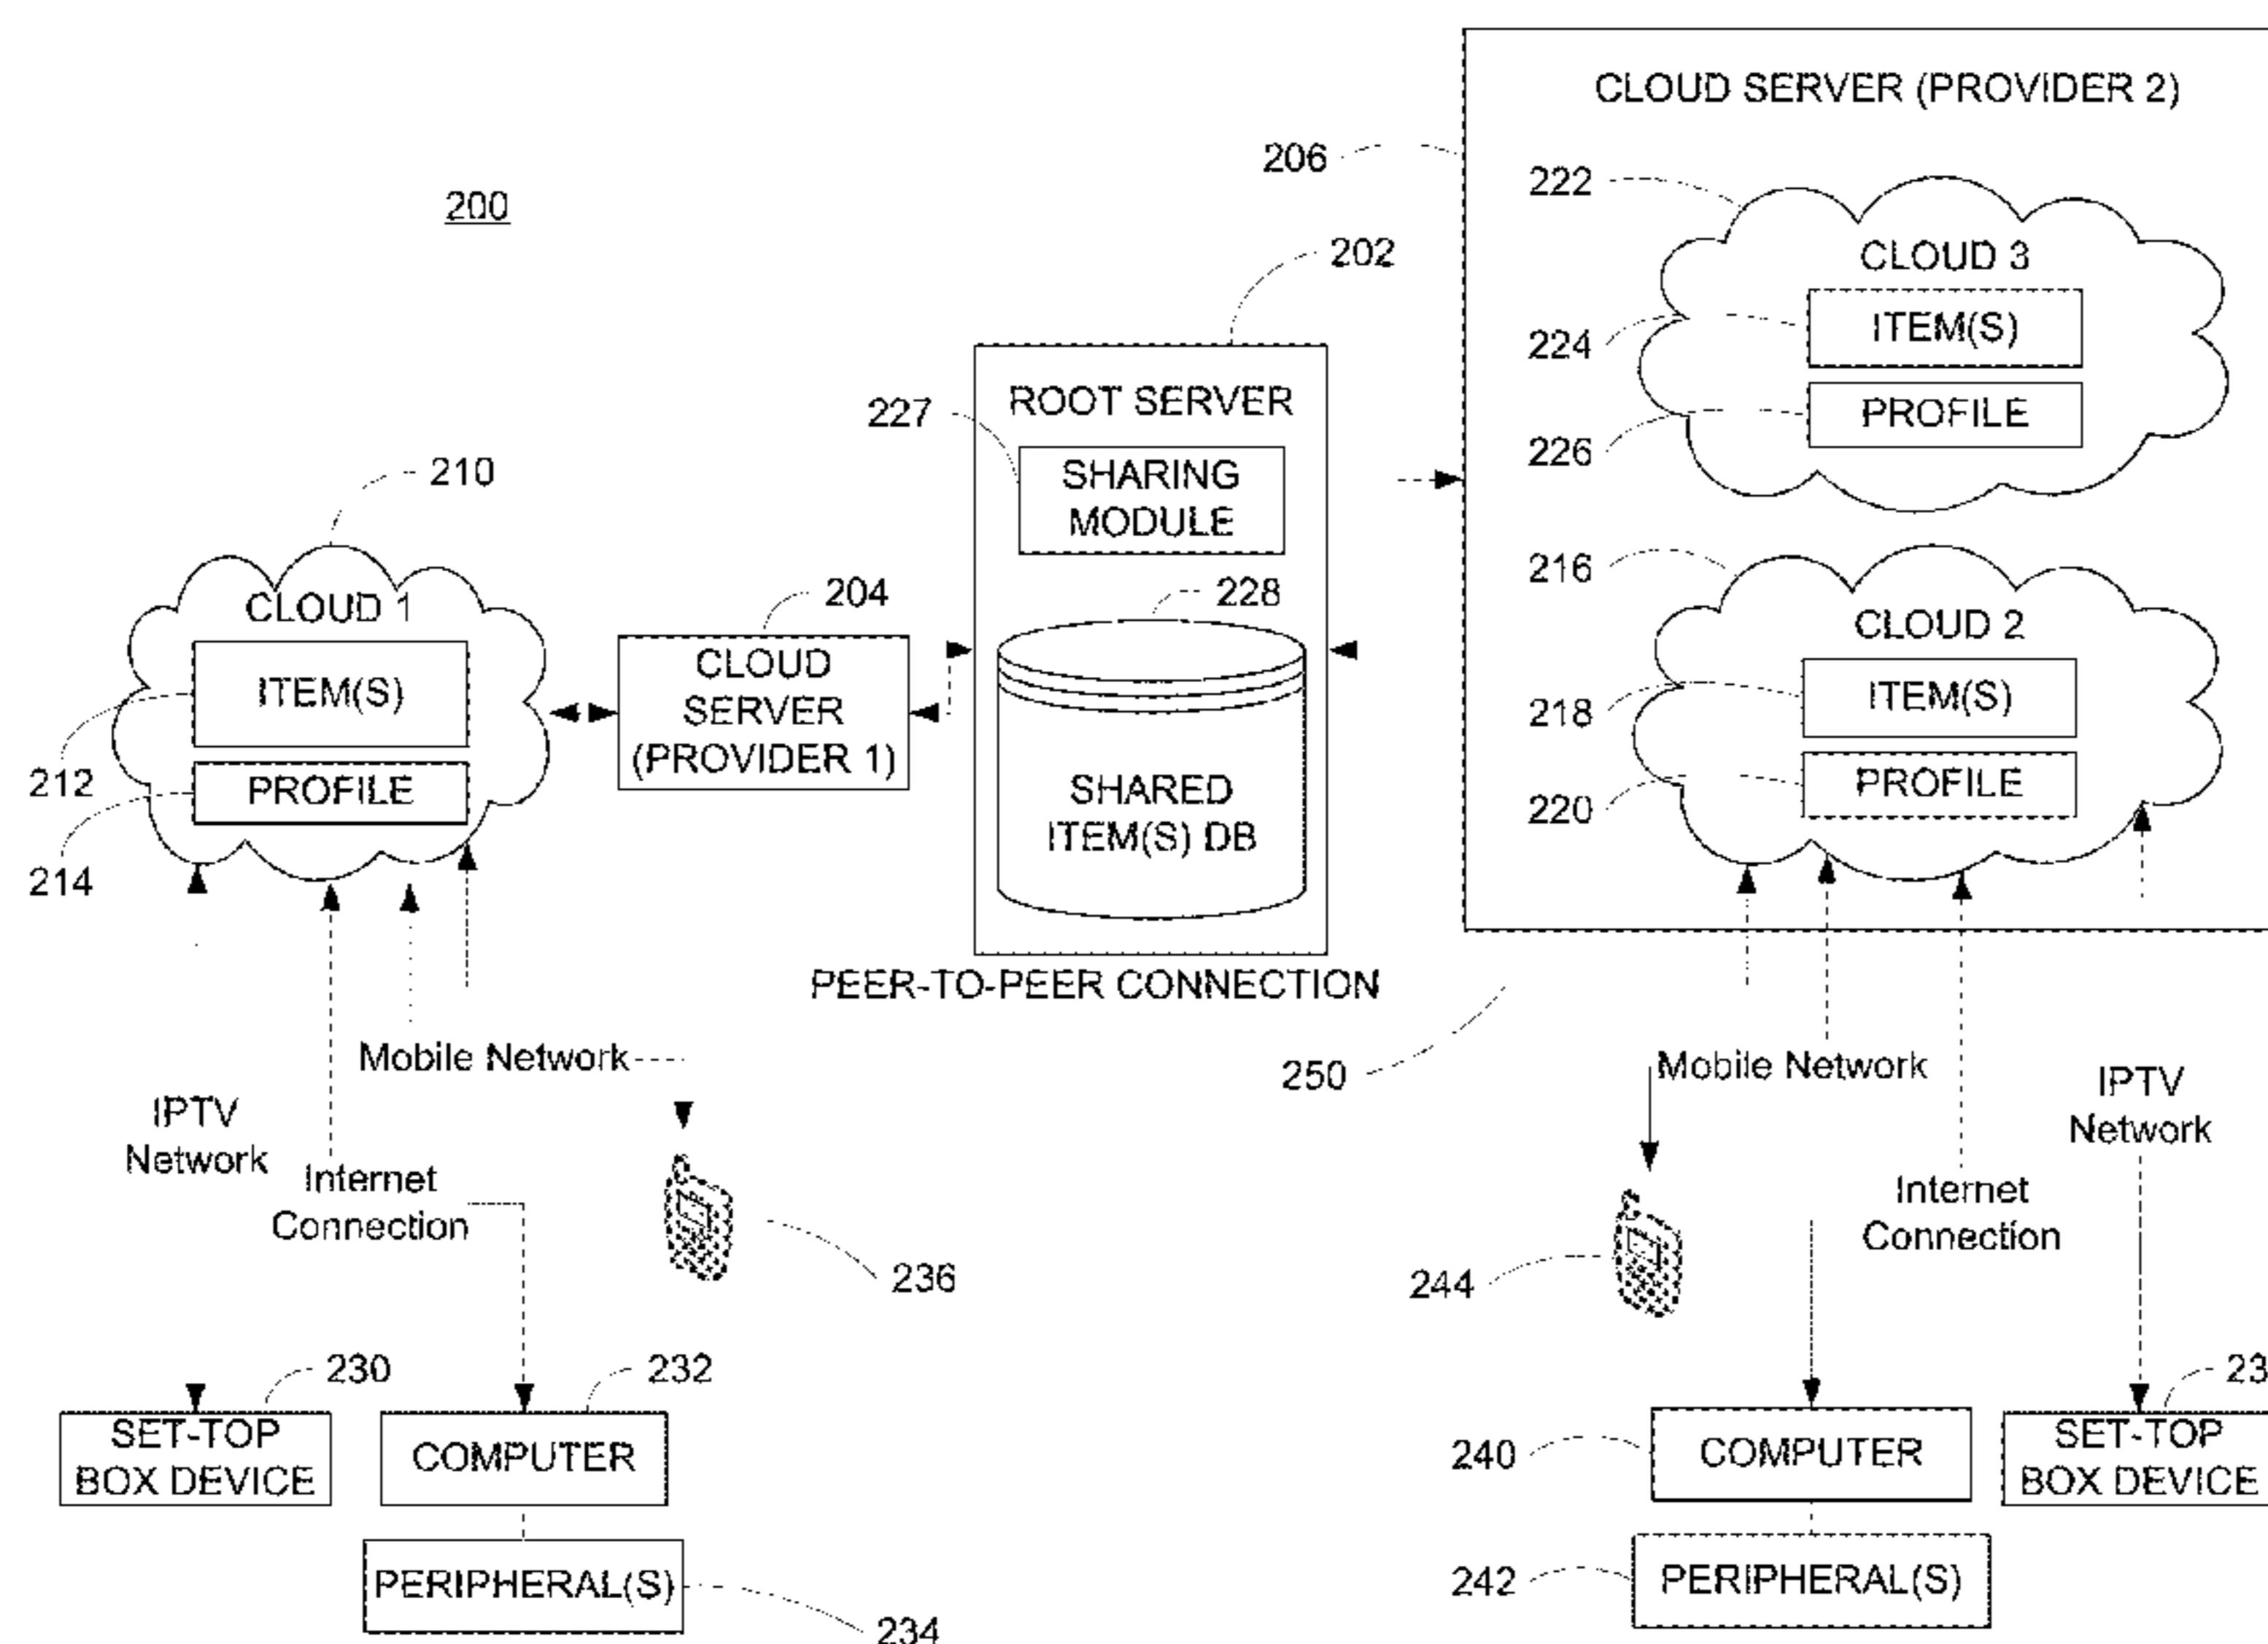 CLOUD SERVER (PROVIDER 2)
206
222
200
CLOUD 3
202
ITEM(S)
224
ROOT SERVER
227
PROFILE
226
SHARING
MODULE
210
216
CLOUD 1
204
228
CLOUD 2
ITEM(S)
CLOUD
SERVER
(PROVIDER 1)
ITEM(S)
218
212
PROFILE
SHARED
ITEM(S) DB
PROFILE
220
214
PEER-TO-PEER CONNECTION
Mobile Network
250
Mobile Network
IPTV
Network
IPTV
Network
Internet
Connection
Internet
Connection
236
244
230
232
23
SET-TOP
BOX DEVICE
COMPUTER
240
COMPUTER
SET-TOP
BOX DEVICE
PERIPHERAL(S)
242
PERIPHERAL(S)
234